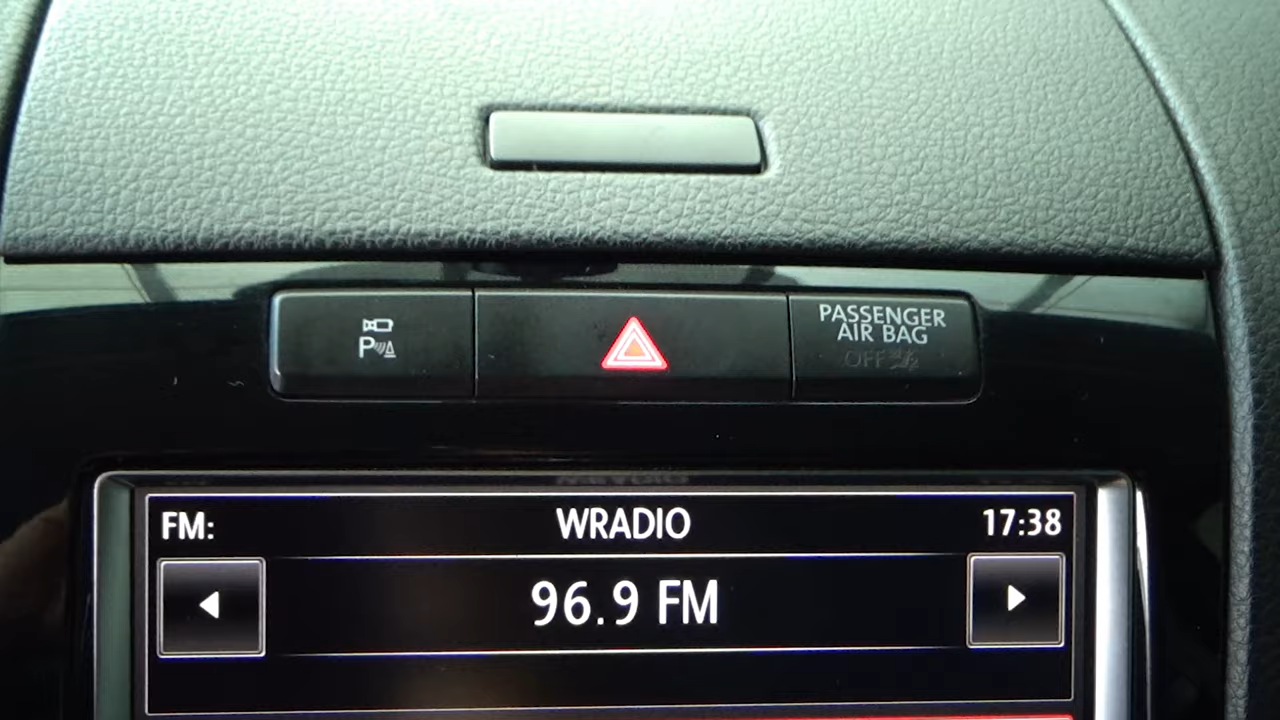 P
PASSENGER
AIR BAG
OFF
FM: WRADIO 17:38
96.9 FM